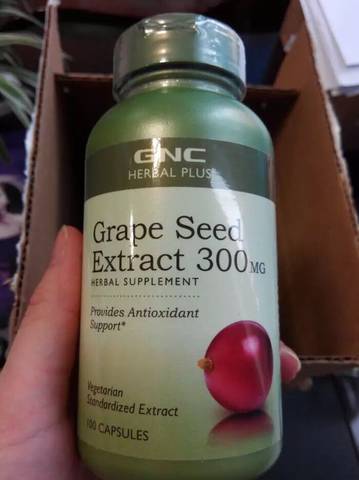 GNC
HERBAL PLUS
Grape Seed
Extract 300MG
HERBAL SUPPLEMENT
Provides Antioxidant
Support*
Vegetarian
Standardized Extract
100 CAPSULES